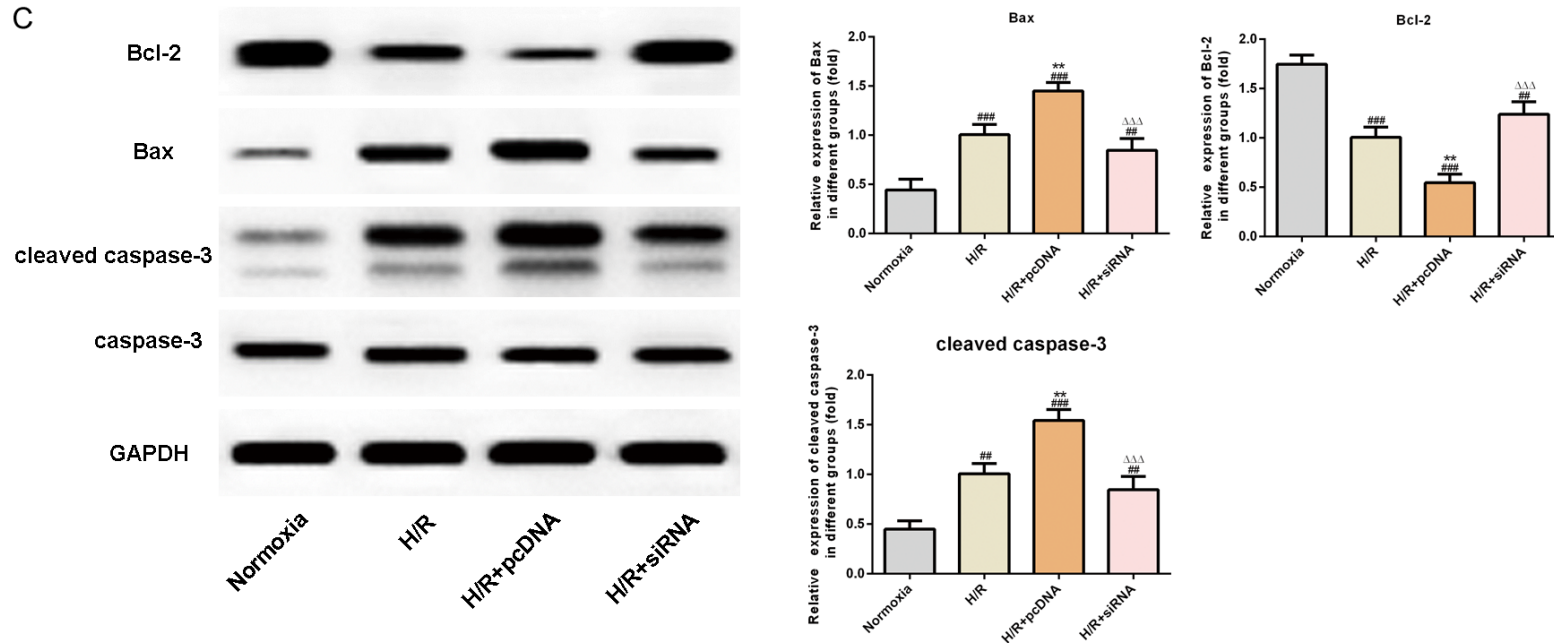 C
Bcl-2
Bax
cleaved caspase-3
caspase-3
GAPDH
Normoxia
H/R
H/R+pcDNA
H/R+siRNA
Bax
Relative expression of Bax
in different groups (fold)
2.0
1.5
1.0
0.5
0.0
###
**
###
ΔΔΔ
##
Normoxia
H/R
H/R+pcDNA
H/R+siRNA
Bcl-2
Relative expression of Bcl-2
in different groups (fold)
2.0
1.5
1.0
0.5
0.0
###
**
###
ΔΔΔ
##
Normoxia
H/R
H/R+pcDNA
H/R+siRNA
cleaved caspase-3
Relative expression of cleaved caspase-3
in different groups (fold)
2.0
1.5
1.0
0.5
0.0
##
**
###
ΔΔΔ
##
Normoxia
H/R
H/R+pcDNA
H/R+siRNA